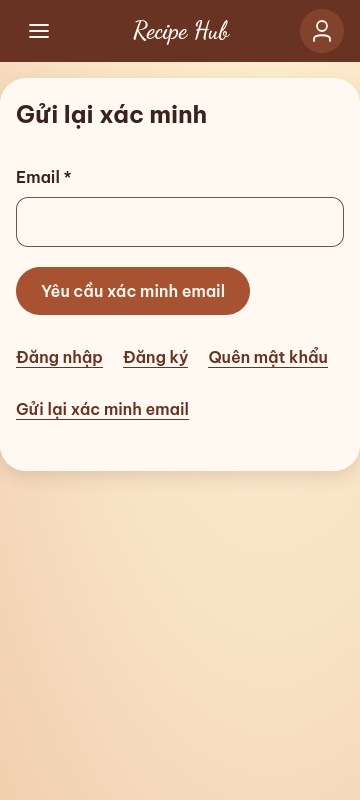 Recipe Hub
Gửi lại xác minh
Email *
Yêu cầu xác minh email
Đăng nhập Đăng ký Quên mật khẩu
Gửi lại xác minh email